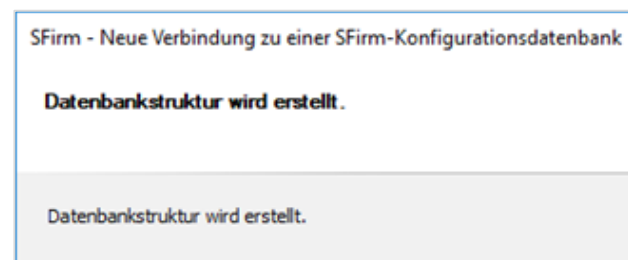 SFirm - Neue Verbindung zu einer SFirm-Konfigurationsdatenbank
Datenbankstruktur wird erstellt.
Datenbankstruktur wird erstellt.